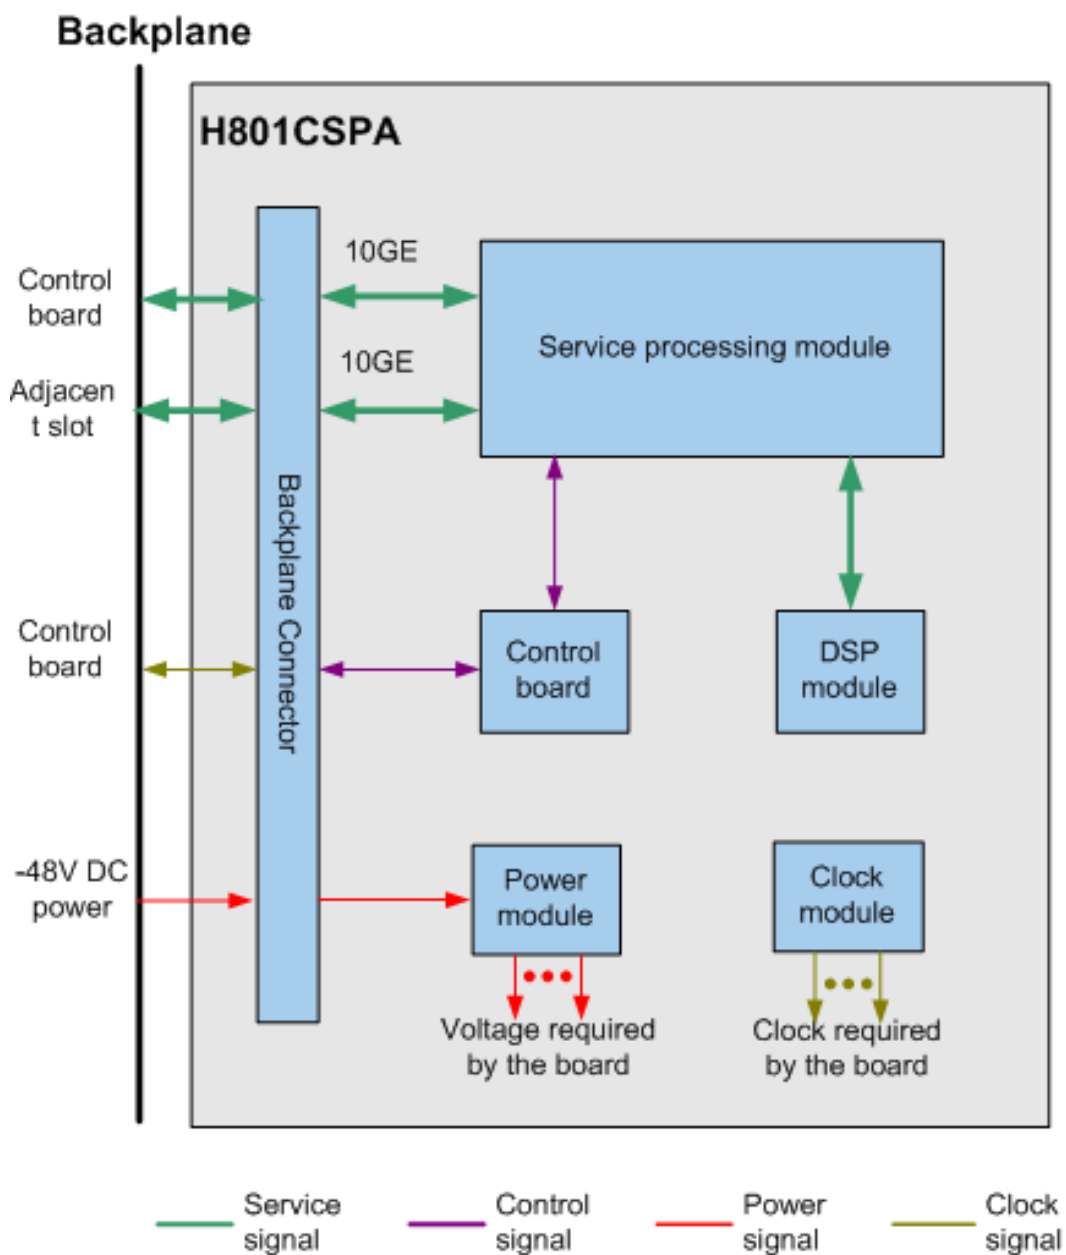 Backplane
H801CSPA
10GE
Control
board
Service processing module
10GE
Adjacen
t slot
Backplane Connector
Control
board
Control
board
DSP
module
-48V DC
power
Power
module
Clock
module
Voltage required
by the board
Clock required
by the board
Service
signal
Control
signal
Power
signal
Clock
signal